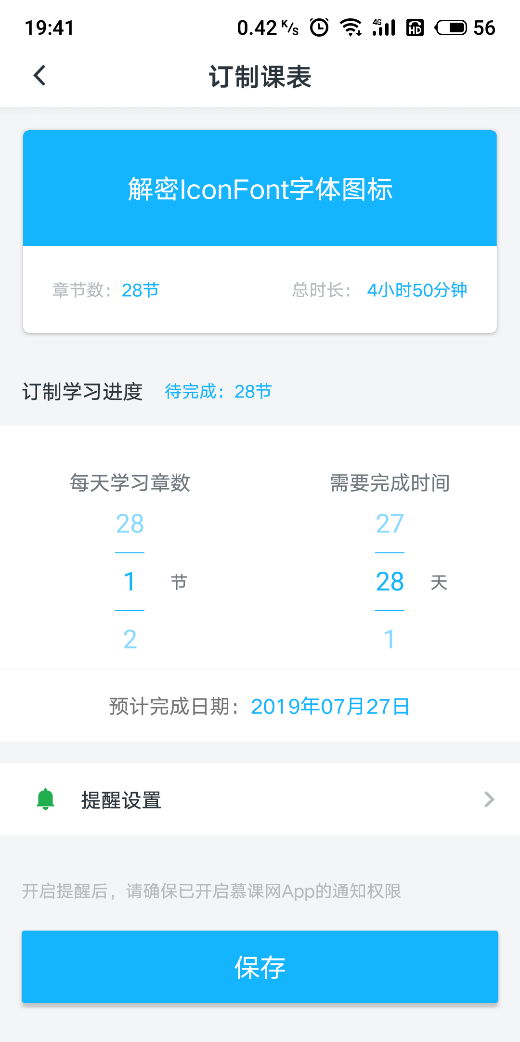 19:41 0.42 K/s 4G HD 56
订制课表
解密IconFont字体图标
章节数：28节 总时长： 4小时50分钟
订制学习进度 待完成：28节
每天学习章数 需要完成时间
28 27
1 节 28 天
2 1
预计完成日期：2019年07月27日
提醒设置
开启提醒后，请确保已开启慕课网App的通知权限
保存